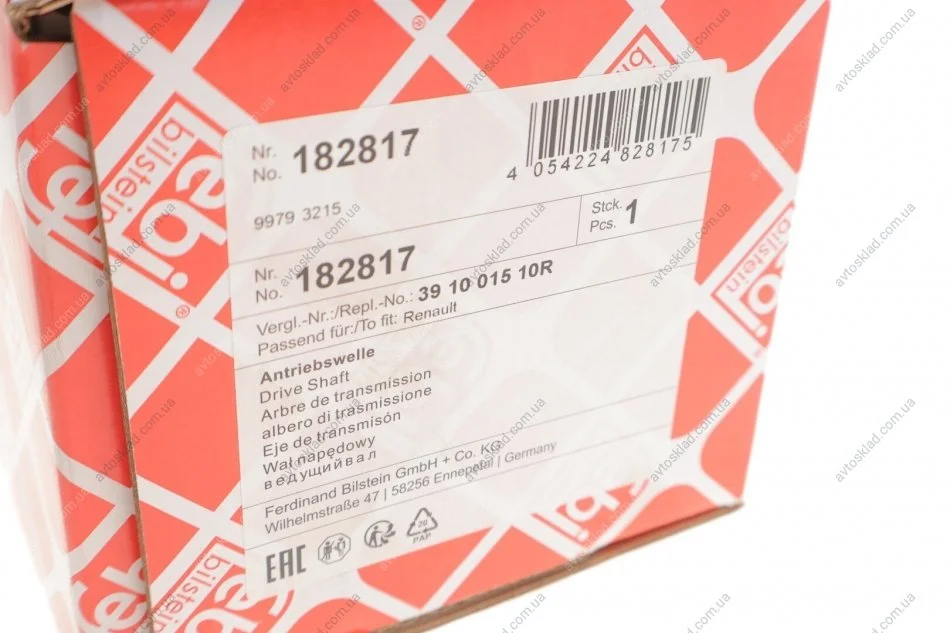 Nr.
No. 182817
4 054224 828175
9979 3215
Stck.
Pcs. 1
Nr.
No. 182817
Vergl.-Nr.:/Repl.-No.: 39 10 015 10R
Passend für:/To fit: Renault
Antriebswelle
Drive Shaft
Arbre de transmission
albero di trasmissione
Eje de transmisón
Wał napędowy
ведущийвал
Ferdinand Bilstein GmbH + Co. KG
Wilhelmstraße 47 | 58256 Ennepetal | Germany
EAC
20
PAP
febi
bilstein
®
avtosklad.com.ua